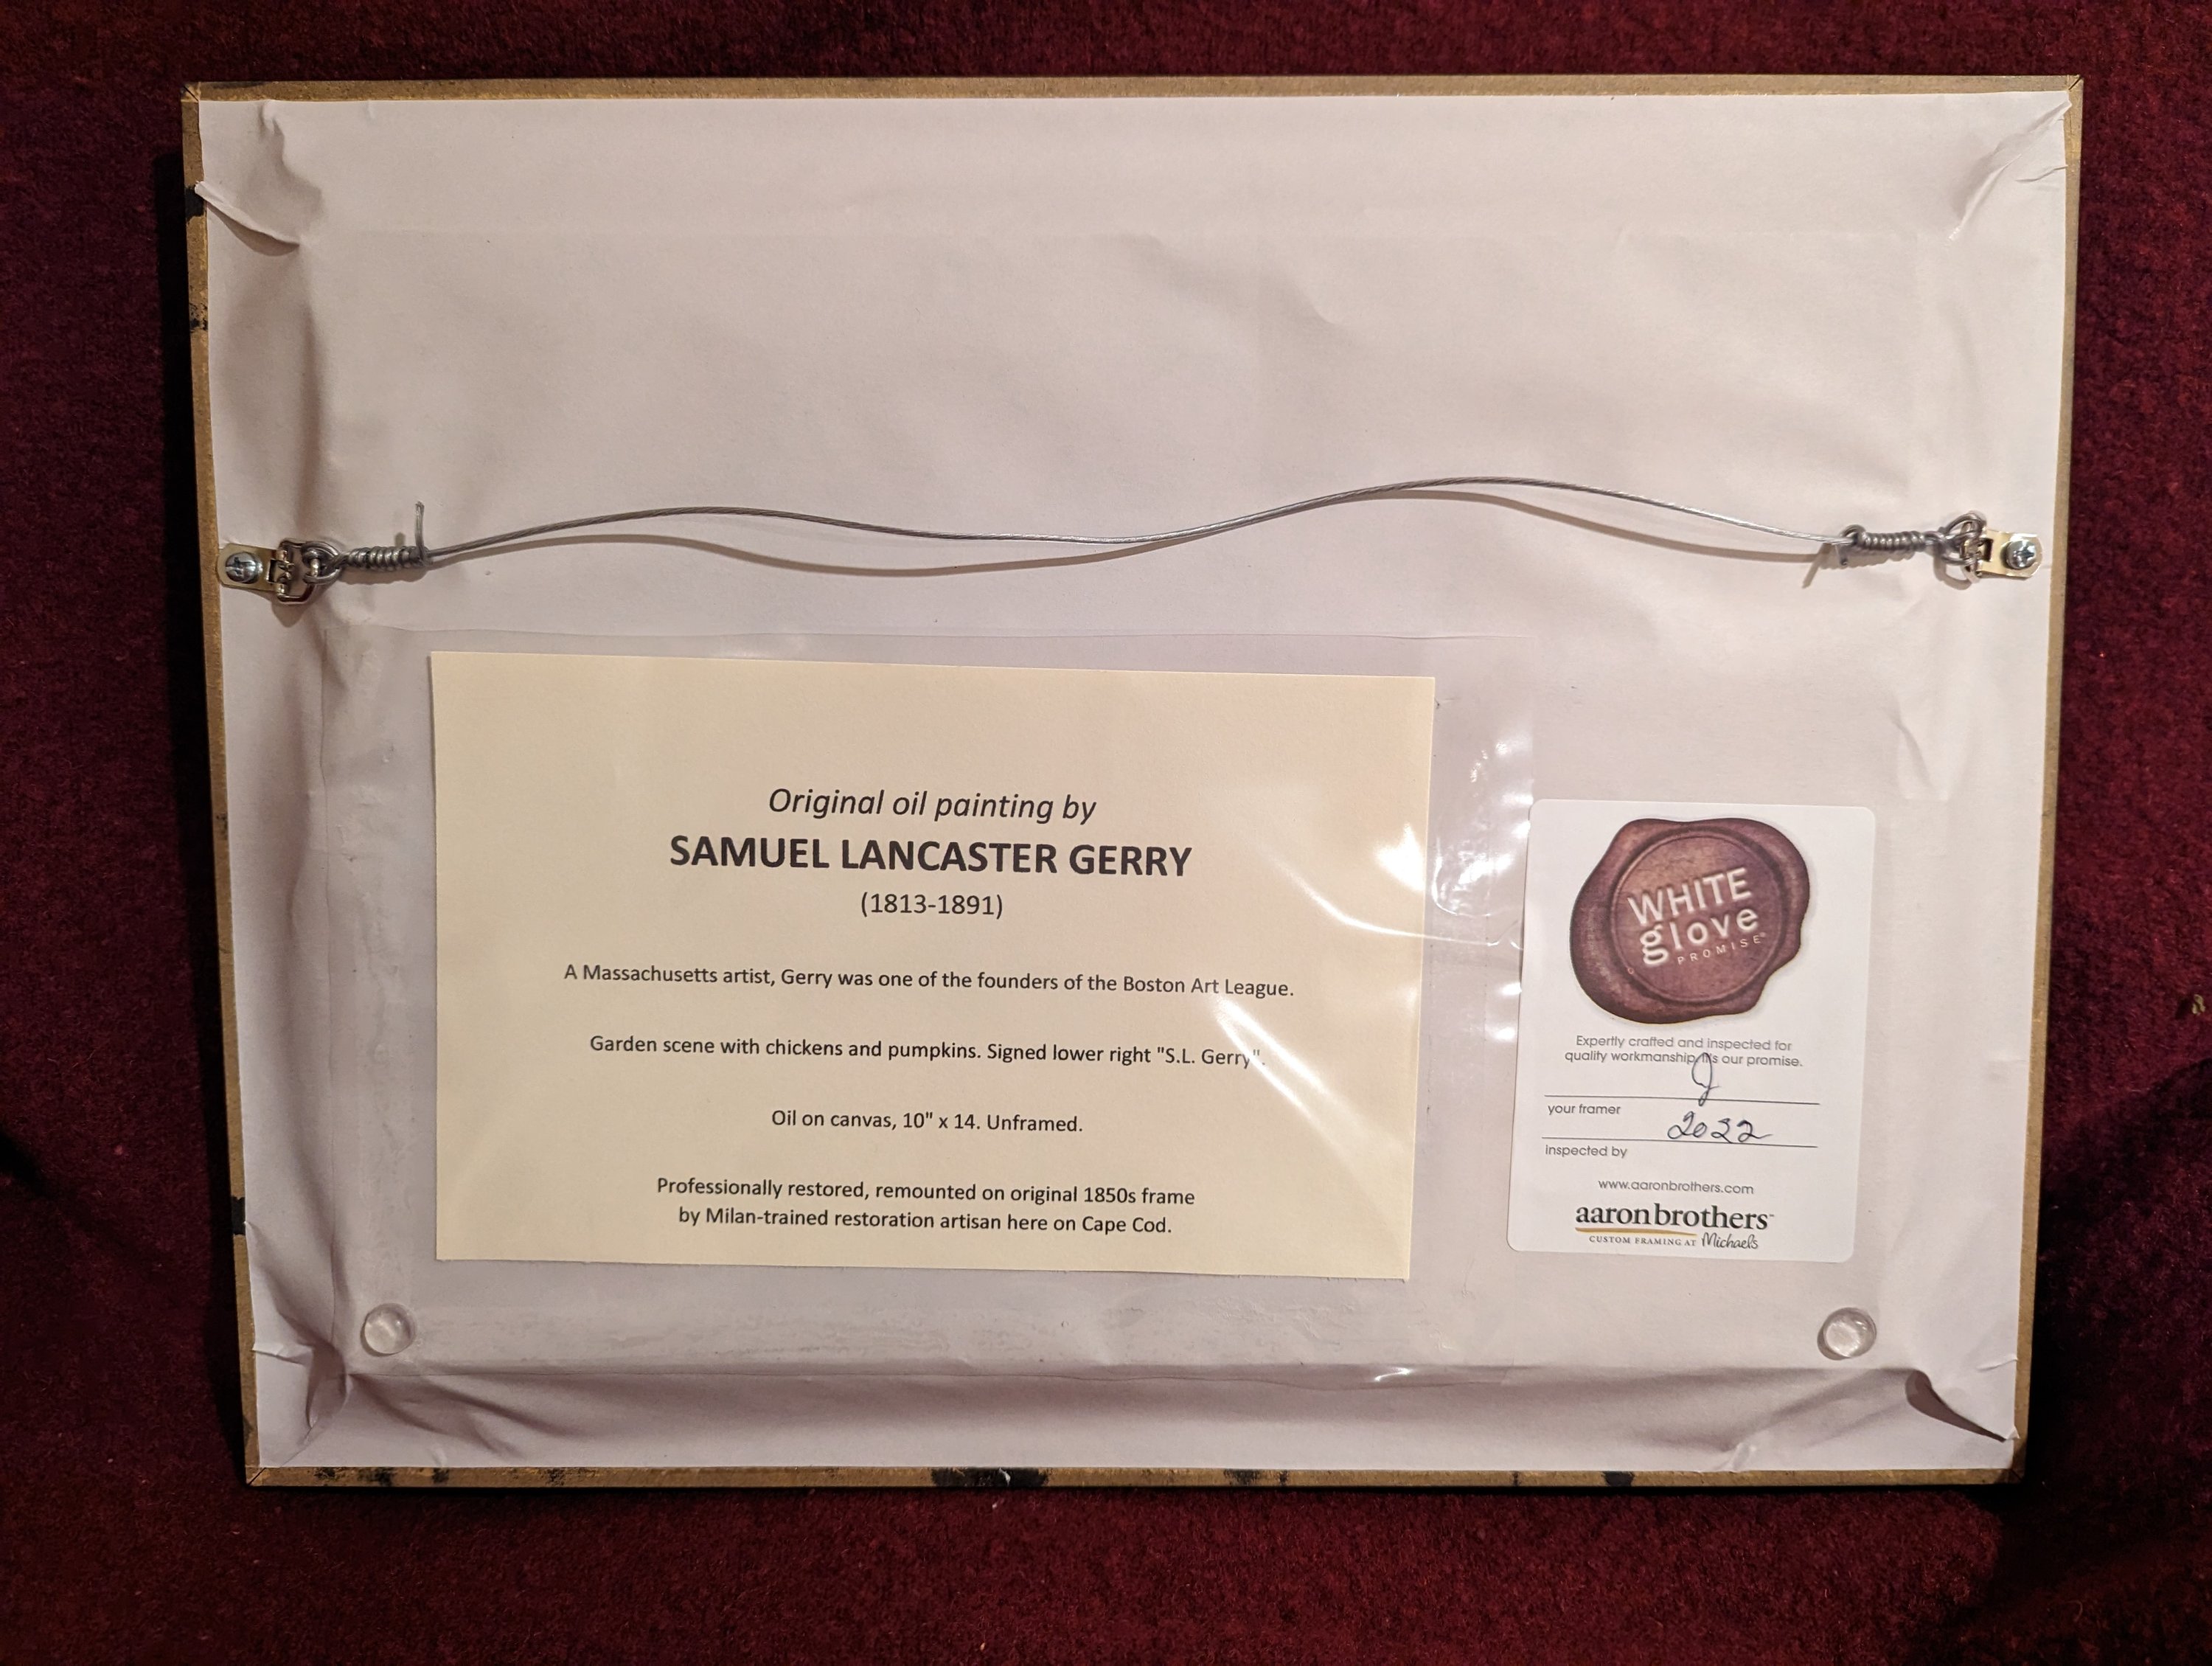 Original oil painting by
SAMUEL LANCASTER GERRY
(1813-1891)
A Massachusetts artist, Gerry was one of the founders of the Boston Art League.
Garden scene with chickens and pumpkins. Signed lower right "S.L. Gerry".
Oil on canvas, 10" x 14. Unframed.
Professionally restored, remounted on original 1850s frame
by Milan-trained restoration artisan here on Cape Cod.
WHITE
glove
PROMISE®
Expertly crafted and inspected for
quality workmanship, it's our promise.
J
your framer
2022
inspected by
www.aaronbrothers.com
aaronbrothers™
CUSTOM FRAMING AT Michaels